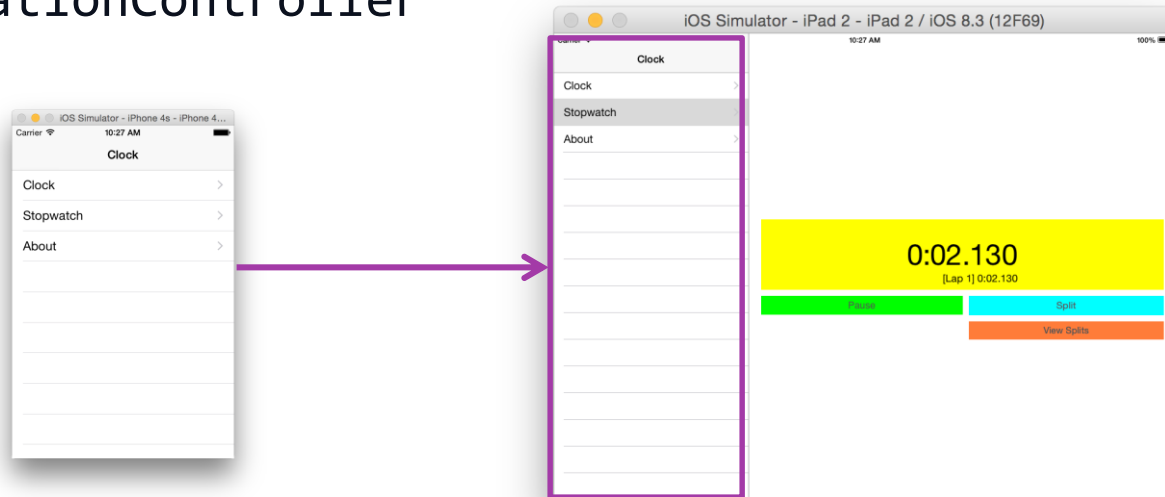 ationController
iOS Simulator - iPhone 4s - iPhone 4...
Carrier 10:27 AM
Clock
Clock
Stopwatch
About
iOS Simulator - iPad 2 - iPad 2 / iOS 8.3 (12F69)
10:27 AM 100%
Clock
Clock
Stopwatch
About
0:02.130
[Lap 1] 0:02.130
Pause Split
View Splits